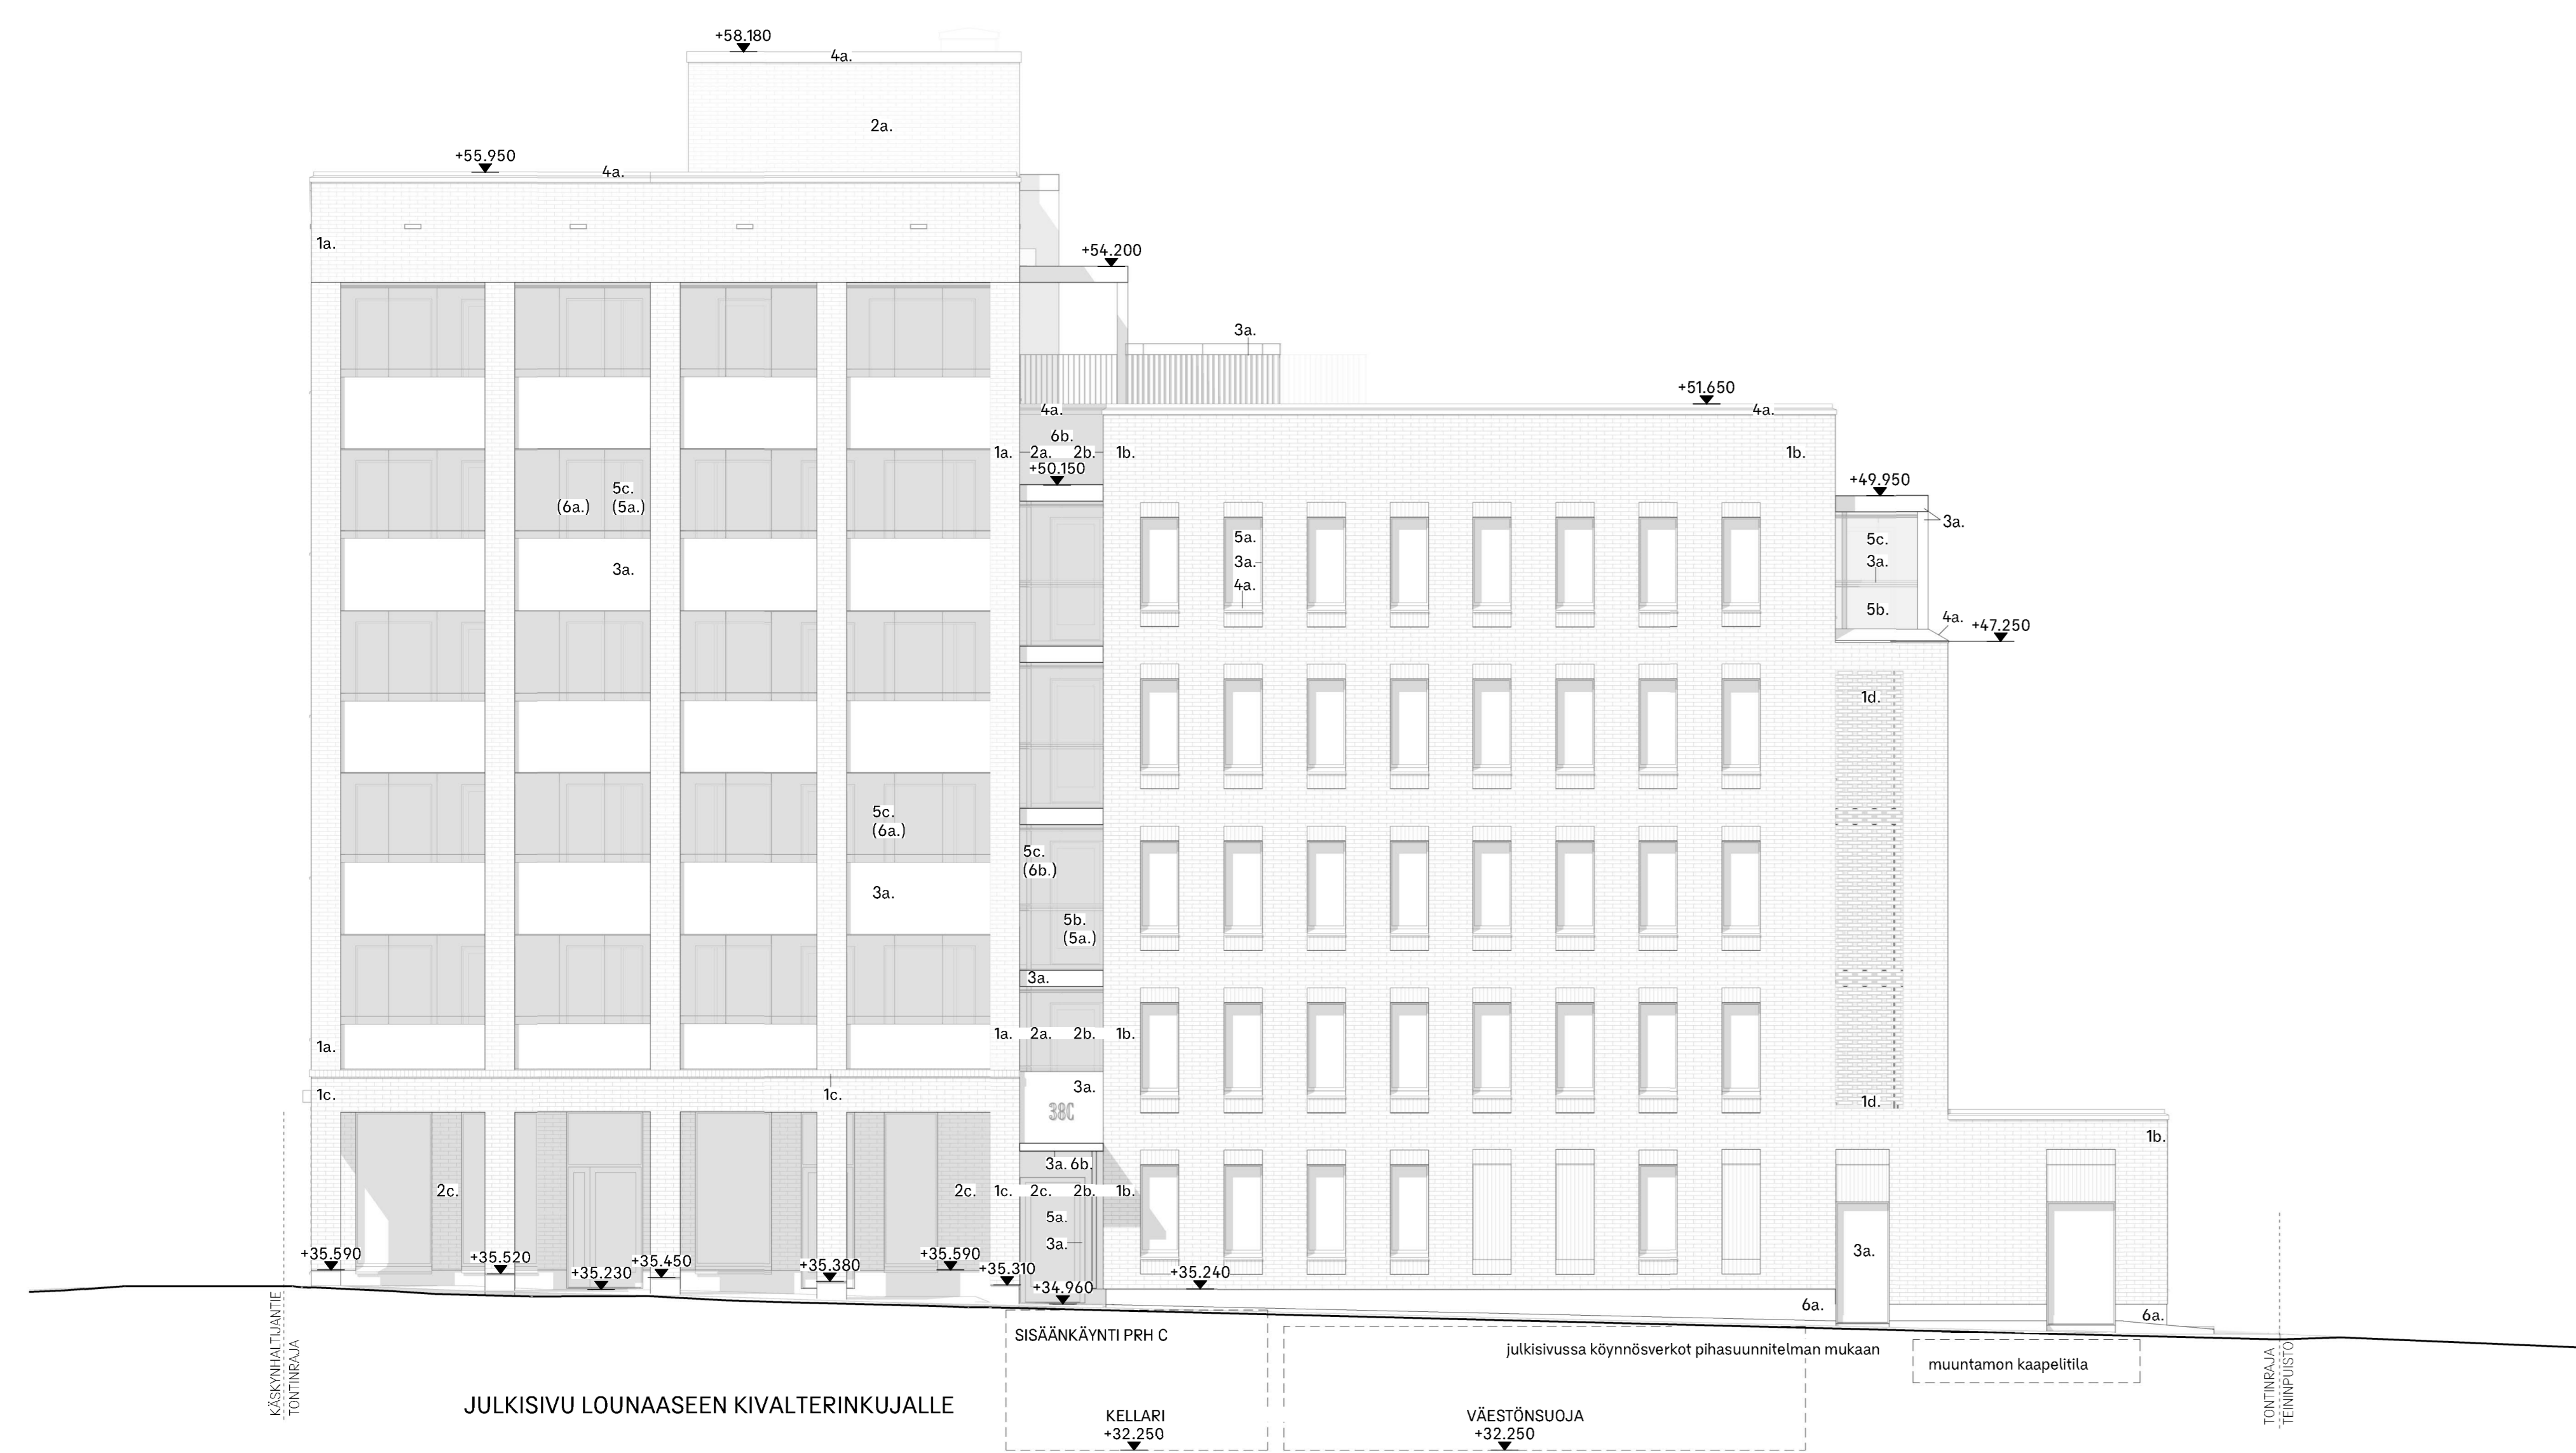 +58.180
4a.
2a.
+55.950
4a.
1a.
+54.200
3a.
+51.650
4a.
4a.
6b.
1a. 2a. 2b. 1b.
1b.
+50.150
+49.950
3a.
5c.
(6a.) (5a.)
5a.
3a.
4a.
5c.
3a.
5b.
4a.
+47.250
3a.
1d.
5c.
(6a.)
5c.
(6b.)
3a.
5b.
(5a.)
3a.
1a. 2a. 2b. 1b.
1a.
3a.
1c.
1c.
38C
1d.
1b.
3a. 6b.
2c.
2c. 1c. 2c. 2b. 1b.
5a.
3a.
3a.
+35.590
+35.520
+35.230
+35.450
+35.380
+35.590
+35.310
+34.960
+35.240
6a.
6a.
KÄSKYNHALTIJANTIE
TONTINRAJA
SISÄÄNKÄYNTI PRH C
julkisivussa köynnösverkot pihasuunnitelman mukaan
muuntamon kaapelitila
TONTINRAJA
TEININPUISTO
JULKISIVU LOUNAASEEN KIVALTERINKUJALLE
KELLARI
+32.250
VÄESTÖNSUOJA
+32.250